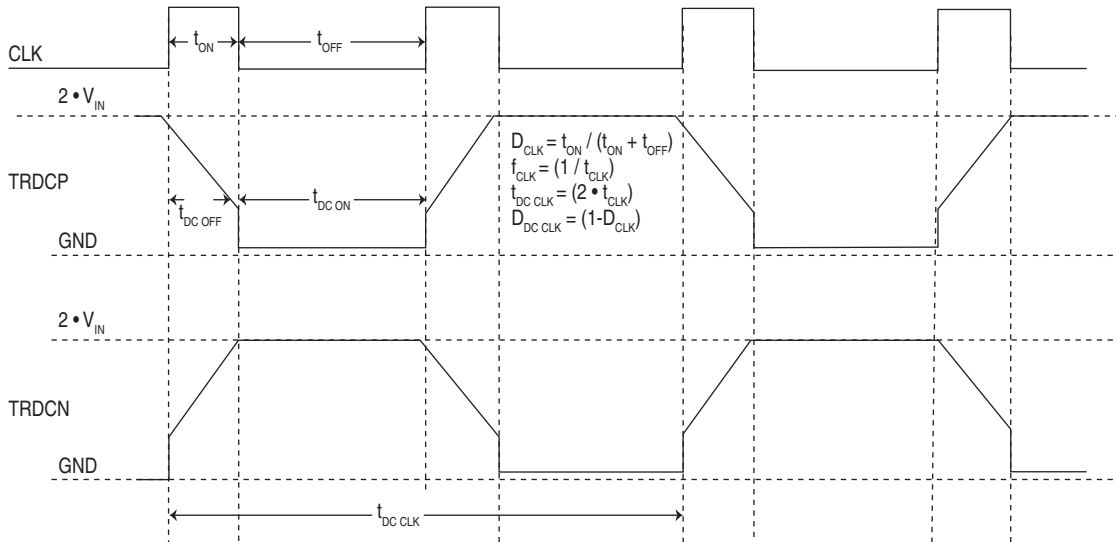 CLK
t_ON
t_OFF
2 • V_IN
TRDCP
t_DC OFF
t_DC ON
D_CLK = t_ON / (t_ON + t_OFF)
f_CLK = (1 / t_CLK)
t_DC CLK = (2 • t_CLK)
D_DC CLK = (1-D_CLK)
GND
2 • V_IN
TRDCN
GND
t_DC CLK